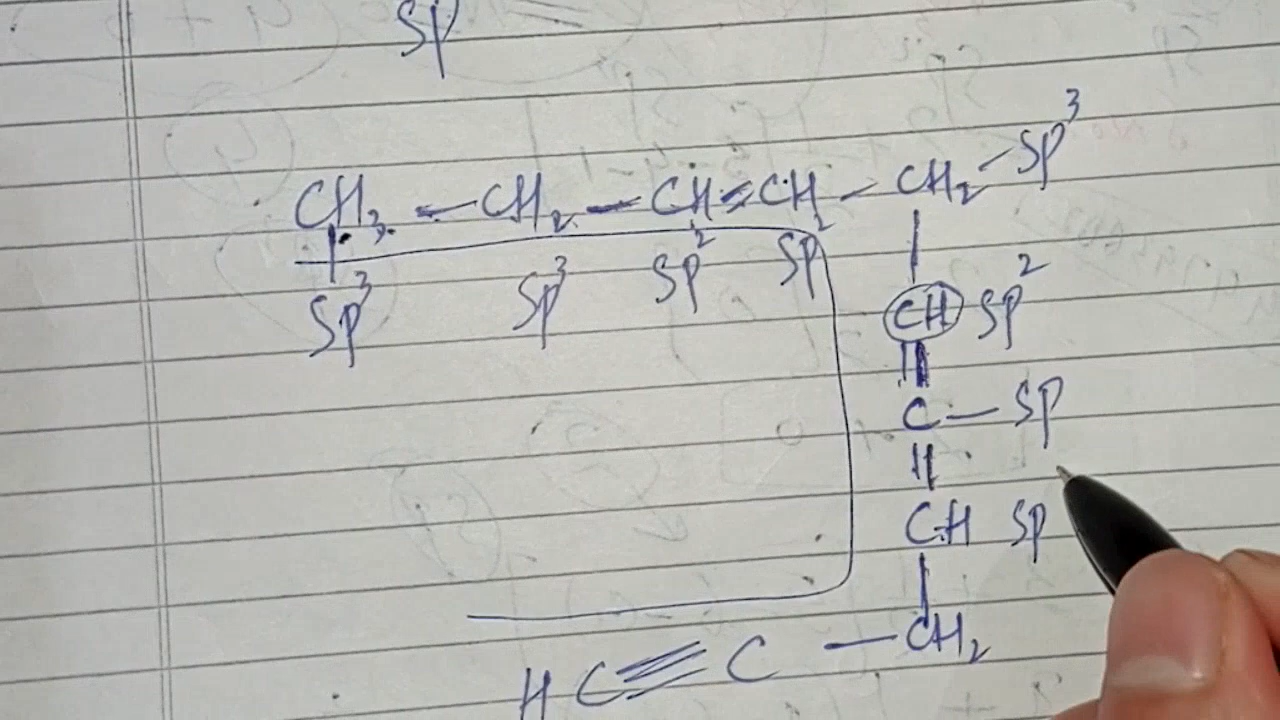 SP
CH₃ — CH₂ — CH = CH — CH₂ — SP³
SP³ SP³ SP² SP²
CH SP²
||
C — SP
||
CH SP
|
HC ≡ C — CH₂